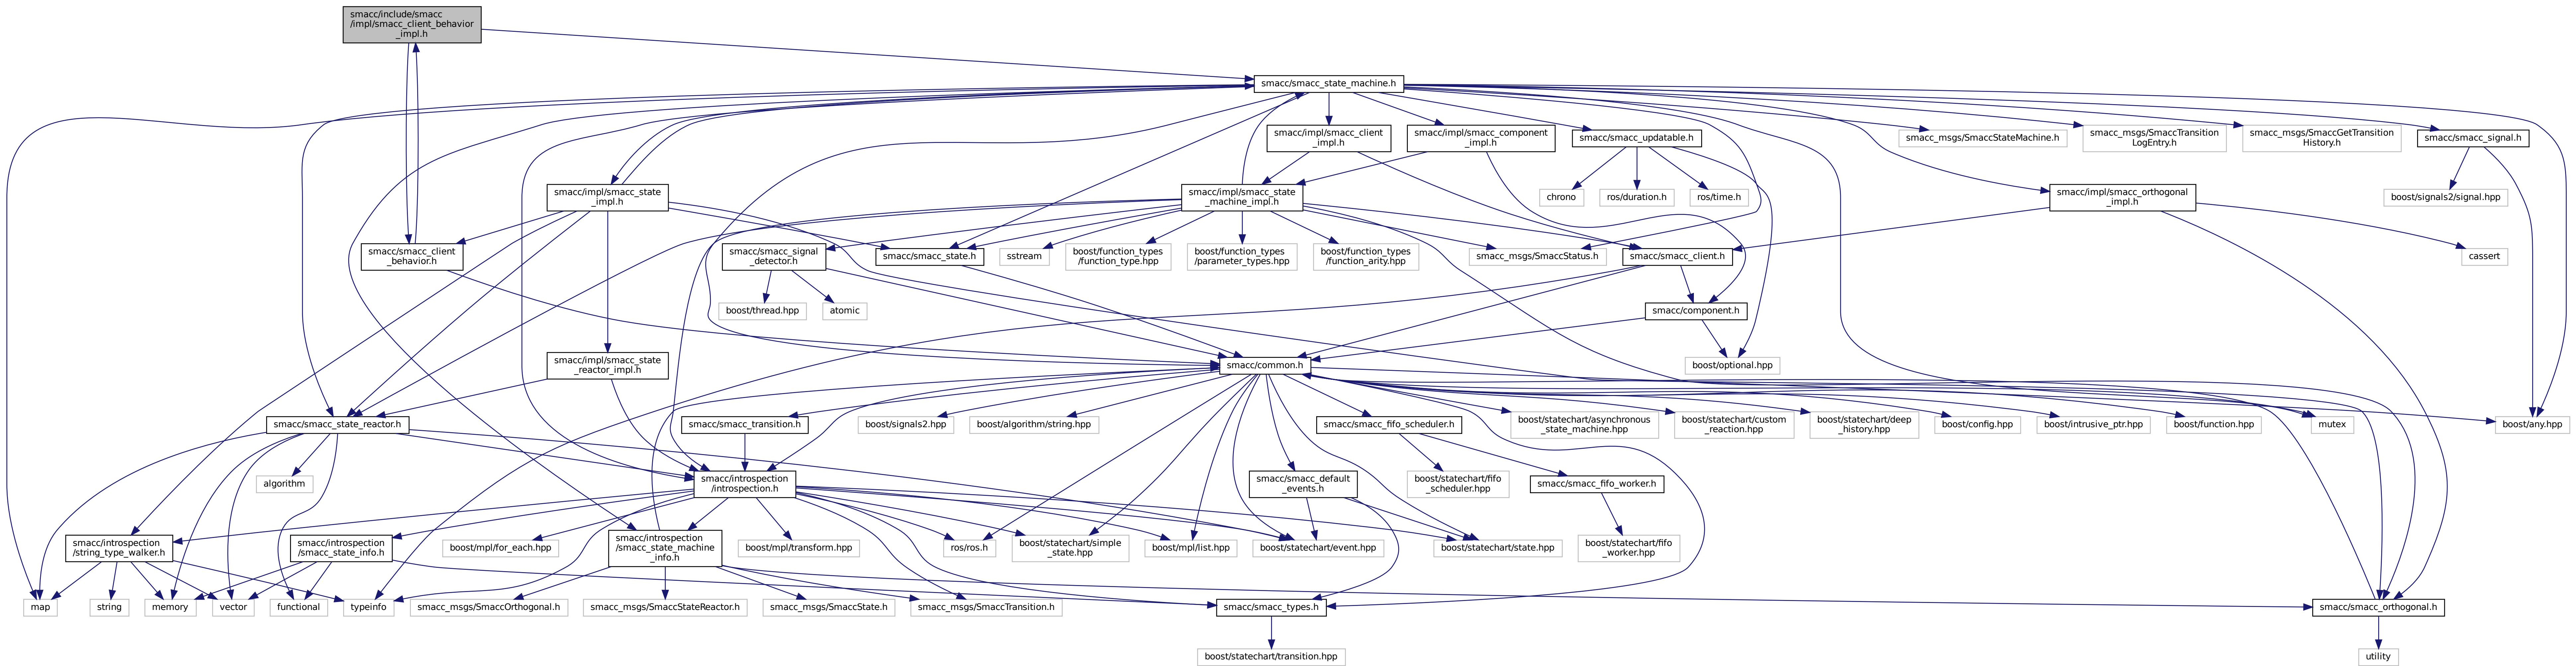 smacc/include/smacc
/impl/smacc_client_behavior
_impl.h
smacc/smacc_state_machine.h
smacc/impl/smacc_client
_impl.h
smacc/impl/smacc_component
_impl.h
smacc/smacc_updatable.h
smacc_msgs/SmaccStateMachine.h
smacc_msgs/SmaccTransition
LogEntry.h
smacc_msgs/SmaccGetTransition
History.h
smacc/smacc_signal.h
smacc/impl/smacc_state
_impl.h
smacc/impl/smacc_state
_machine_impl.h
chrono
ros/duration.h
ros/time.h
smacc/impl/smacc_orthogonal
_impl.h
boost/signals2/signal.hpp
smacc/smacc_client
_behavior.h
smacc/smacc_signal
_detector.h
smacc/smacc_state.h
sstream
boost/function_types
/function_type.hpp
boost/function_types
/parameter_types.hpp
boost/function_types
/function_arity.hpp
smacc_msgs/SmaccStatus.h
smacc/smacc_client.h
cassert
boost/thread.hpp
atomic
smacc/component.h
smacc/impl/smacc_state
_reactor_impl.h
smacc/common.h
boost/optional.hpp
smacc/smacc_state_reactor.h
smacc/smacc_transition.h
boost/signals2.hpp
boost/algorithm/string.hpp
smacc/smacc_fifo_scheduler.h
boost/statechart/asynchronous
_state_machine.hpp
boost/statechart/custom
_reaction.hpp
boost/statechart/deep
_history.hpp
boost/config.hpp
boost/intrusive_ptr.hpp
boost/function.hpp
mutex
boost/any.hpp
algorithm
smacc/introspection
/introspection.h
smacc/smacc_default
_events.h
boost/statechart/fifo
_scheduler.hpp
smacc/smacc_fifo_worker.h
smacc/introspection
/string_type_walker.h
smacc/introspection
/smacc_state_info.h
boost/mpl/for_each.hpp
smacc/introspection
/smacc_state_machine
_info.h
boost/mpl/transform.hpp
ros/ros.h
boost/statechart/simple
_state.hpp
boost/mpl/list.hpp
boost/statechart/event.hpp
boost/statechart/state.hpp
boost/statechart/fifo
_worker.hpp
map
string
memory
vector
functional
typeinfo
smacc_msgs/SmaccOrthogonal.h
smacc_msgs/SmaccStateReactor.h
smacc_msgs/SmaccState.h
smacc_msgs/SmaccTransition.h
smacc/smacc_types.h
smacc/smacc_orthogonal.h
boost/statechart/transition.hpp
utility